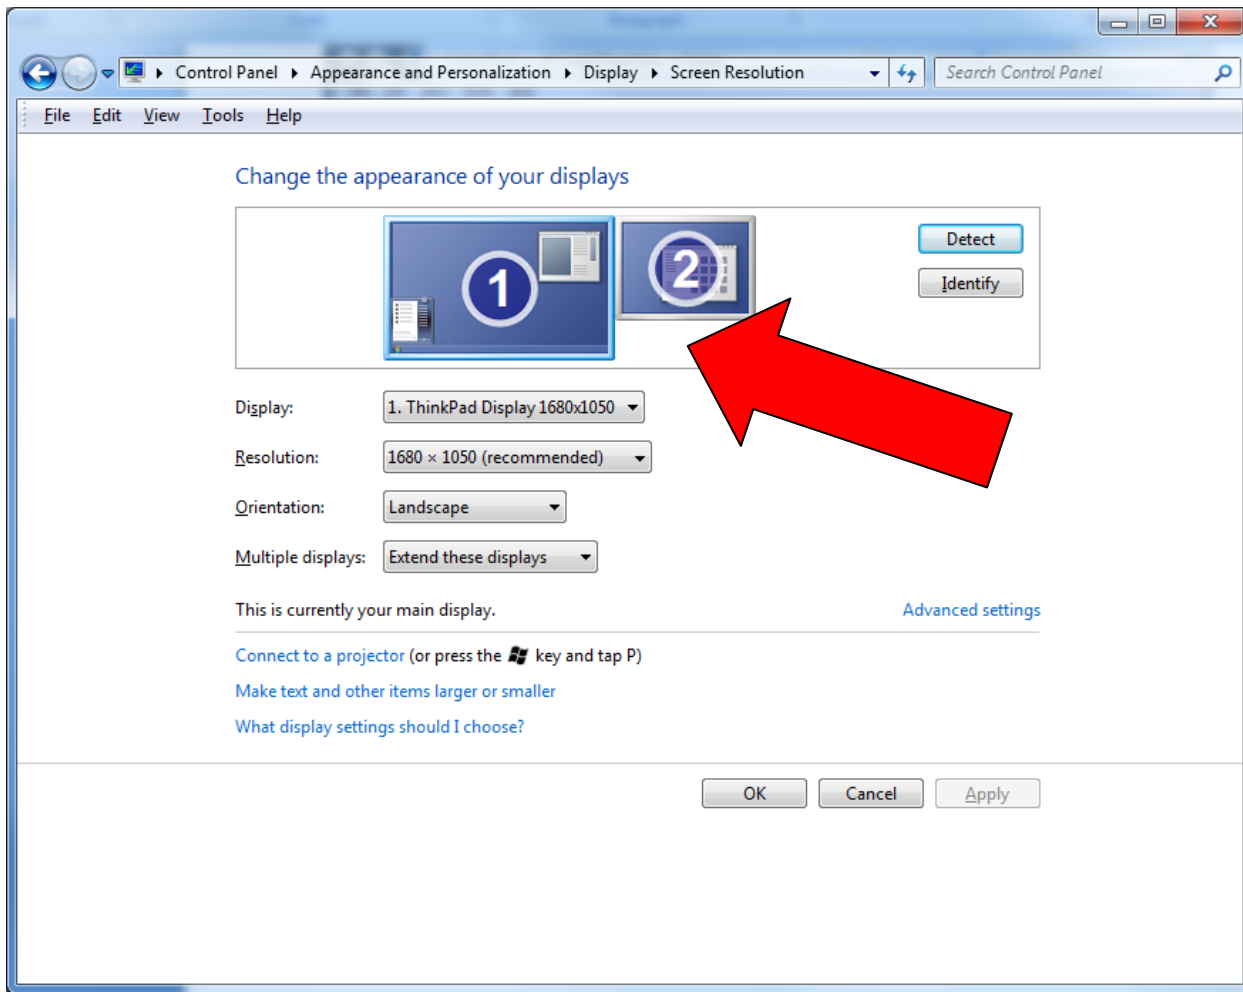 Control Panel Appearance and Personalization Display Screen Resolution Search Control Panel
File Edit View Tools Help
Change the appearance of your displays
1 2
Detect
Identify
Display: 1. ThinkPad Display 1680x1050
Resolution: 1680 × 1050 (recommended)
Orientation: Landscape
Multiple displays: Extend these displays
This is currently your main display. Advanced settings
Connect to a projector (or press the key and tap P)
Make text and other items larger or smaller
What display settings should I choose?
OK Cancel Apply